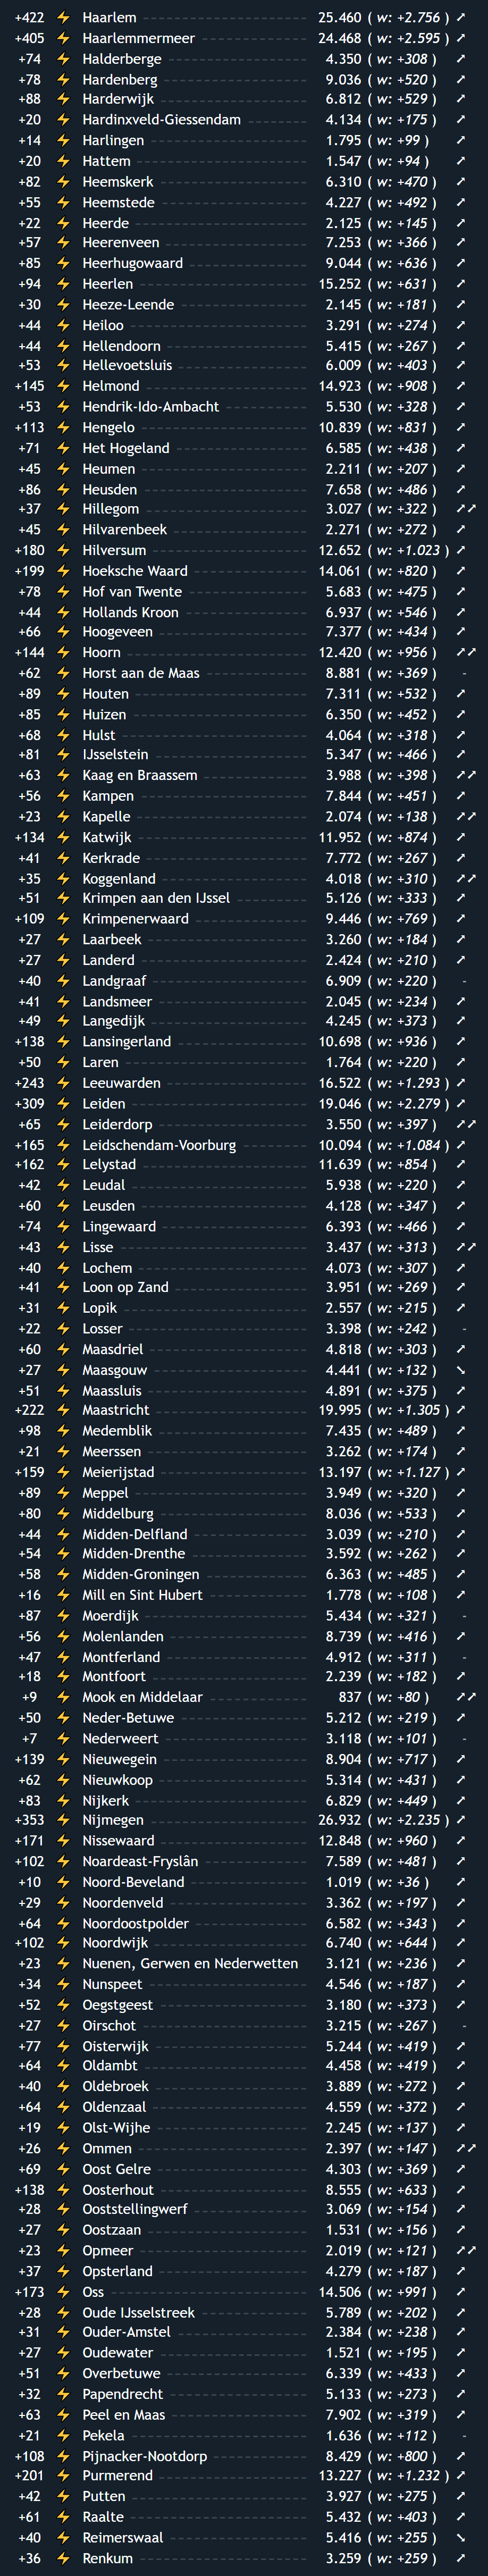 +422 ⚡ Haarlem 25.460 ( w: +2.756 ) ➚
+405 ⚡ Haarlemmermeer 24.468 ( w: +2.595 ) ➚
+74 ⚡ Halderberge 4.350 ( w: +308 ) ➚
+78 ⚡ Hardenberg 9.036 ( w: +520 ) ➚
+88 ⚡ Harderwijk 6.812 ( w: +529 ) ➚
+20 ⚡ Hardinxveld-Giessendam 4.134 ( w: +175 ) ➚
+14 ⚡ Harlingen 1.795 ( w: +99 ) ➚
+20 ⚡ Hattem 1.547 ( w: +94 ) ➚
+82 ⚡ Heemskerk 6.310 ( w: +470 ) ➚
+55 ⚡ Heemstede 4.227 ( w: +492 ) ➚
+22 ⚡ Heerde 2.125 ( w: +145 ) ➚
+57 ⚡ Heerenveen 7.253 ( w: +366 ) ➚
+85 ⚡ Heerhugowaard 9.044 ( w: +636 ) ➚
+94 ⚡ Heerlen 15.252 ( w: +631 ) ➚
+30 ⚡ Heeze-Leende 2.145 ( w: +181 ) ➚
+44 ⚡ Heiloo 3.291 ( w: +274 ) ➚
+44 ⚡ Hellendoorn 5.415 ( w: +267 ) ➚
+53 ⚡ Hellevoetsluis 6.009 ( w: +403 ) ➚
+145 ⚡ Helmond 14.923 ( w: +908 ) ➚
+53 ⚡ Hendrik-Ido-Ambacht 5.530 ( w: +328 ) ➚
+113 ⚡ Hengelo 10.839 ( w: +831 ) ➚
+71 ⚡ Het Hogeland 6.585 ( w: +438 ) ➚
+45 ⚡ Heumen 2.211 ( w: +207 ) ➚
+86 ⚡ Heusden 7.658 ( w: +486 ) ➚
+37 ⚡ Hillegom 3.027 ( w: +322 ) ➚➚
+45 ⚡ Hilvarenbeek 2.271 ( w: +272 ) ➚
+180 ⚡ Hilversum 12.652 ( w: +1.023 ) ➚
+199 ⚡ Hoeksche Waard 14.061 ( w: +820 ) ➚
+78 ⚡ Hof van Twente 5.683 ( w: +475 ) ➚
+44 ⚡ Hollands Kroon 6.937 ( w: +546 ) ➚
+66 ⚡ Hoogeveen 7.377 ( w: +434 ) ➚
+144 ⚡ Hoorn 12.420 ( w: +956 ) ➚➚
+62 ⚡ Horst aan de Maas 8.881 ( w: +369 ) -
+89 ⚡ Houten 7.311 ( w: +532 ) ➚
+85 ⚡ Huizen 6.350 ( w: +452 ) ➚
+68 ⚡ Hulst 4.064 ( w: +318 ) ➚
+81 ⚡ IJsselstein 5.347 ( w: +466 ) ➚
+63 ⚡ Kaag en Braassem 3.988 ( w: +398 ) ➚➚
+56 ⚡ Kampen 7.844 ( w: +451 ) ➚
+23 ⚡ Kapelle 2.074 ( w: +138 ) ➚➚
+134 ⚡ Katwijk 11.952 ( w: +874 ) ➚
+41 ⚡ Kerkrade 7.772 ( w: +267 ) ➚
+35 ⚡ Koggenland 4.018 ( w: +310 ) ➚➚
+51 ⚡ Krimpen aan den IJssel 5.126 ( w: +333 ) ➚
+109 ⚡ Krimpenerwaard 9.446 ( w: +769 ) ➚
+27 ⚡ Laarbeek 3.260 ( w: +184 ) ➚
+27 ⚡ Landerd 2.424 ( w: +210 ) ➚
+40 ⚡ Landgraaf 6.909 ( w: +220 ) -
+41 ⚡ Landsmeer 2.045 ( w: +234 ) ➚
+49 ⚡ Langedijk 4.245 ( w: +373 ) ➚
+138 ⚡ Lansingerland 10.698 ( w: +936 ) ➚
+50 ⚡ Laren 1.764 ( w: +220 ) ➚
+243 ⚡ Leeuwarden 16.522 ( w: +1.293 ) ➚
+309 ⚡ Leiden 19.046 ( w: +2.279 ) ➚
+65 ⚡ Leiderdorp 3.550 ( w: +397 ) ➚➚
+165 ⚡ Leidschendam-Voorburg 10.094 ( w: +1.084 ) ➚
+162 ⚡ Lelystad 11.639 ( w: +854 ) ➚
+42 ⚡ Leudal 5.938 ( w: +220 ) ➚
+60 ⚡ Leusden 4.128 ( w: +347 ) ➚
+74 ⚡ Lingewaard 6.393 ( w: +466 ) ➚
+43 ⚡ Lisse 3.437 ( w: +313 ) ➚➚
+40 ⚡ Lochem 4.073 ( w: +307 ) ➚
+41 ⚡ Loon op Zand 3.951 ( w: +269 ) ➚
+31 ⚡ Lopik 2.557 ( w: +215 ) ➚
+22 ⚡ Losser 3.398 ( w: +242 ) -
+60 ⚡ Maasdriel 4.818 ( w: +303 ) ➚
+27 ⚡ Maasgouw 4.441 ( w: +132 ) ➘
+51 ⚡ Maassluis 4.891 ( w: +375 ) ➚
+222 ⚡ Maastricht 19.995 ( w: +1.305 ) ➚
+98 ⚡ Medemblik 7.435 ( w: +489 ) ➚
+21 ⚡ Meerssen 3.262 ( w: +174 ) ➚
+159 ⚡ Meierijstad 13.197 ( w: +1.127 ) ➚
+89 ⚡ Meppel 3.949 ( w: +320 ) ➚
+80 ⚡ Middelburg 8.036 ( w: +533 ) ➚
+44 ⚡ Midden-Delfland 3.039 ( w: +210 ) ➚
+54 ⚡ Midden-Drenthe 3.592 ( w: +262 ) ➚
+58 ⚡ Midden-Groningen 6.363 ( w: +485 ) ➚
+16 ⚡ Mill en Sint Hubert 1.778 ( w: +108 ) ➚
+87 ⚡ Moerdijk 5.434 ( w: +321 ) -
+56 ⚡ Molenlanden 8.739 ( w: +416 ) ➚
+47 ⚡ Montferland 4.912 ( w: +311 ) -
+18 ⚡ Montfoort 2.239 ( w: +182 ) ➚
+9 ⚡ Mook en Middelaar 837 ( w: +80 ) ➚➚
+50 ⚡ Neder-Betuwe 5.212 ( w: +219 ) ➚
+7 ⚡ Nederweert 3.118 ( w: +101 ) -
+139 ⚡ Nieuwegein 8.904 ( w: +717 ) ➚
+62 ⚡ Nieuwkoop 5.314 ( w: +431 ) ➚
+83 ⚡ Nijkerk 6.829 ( w: +449 ) ➚
+353 ⚡ Nijmegen 26.932 ( w: +2.235 ) ➚
+171 ⚡ Nissewaard 12.848 ( w: +960 ) ➚
+102 ⚡ Noardeast-Fryslân 7.589 ( w: +481 ) ➚
+10 ⚡ Noord-Beveland 1.019 ( w: +36 ) ➚
+29 ⚡ Noordenveld 3.362 ( w: +197 ) ➚
+64 ⚡ Noordoostpolder 6.582 ( w: +343 ) ➚
+102 ⚡ Noordwijk 6.740 ( w: +644 ) ➚
+23 ⚡ Nuenen, Gerwen en Nederwetten 3.121 ( w: +236 ) ➚
+34 ⚡ Nunspeet 4.546 ( w: +187 ) ➚
+52 ⚡ Oegstgeest 3.180 ( w: +373 ) ➚
+27 ⚡ Oirschot 3.215 ( w: +267 ) -
+77 ⚡ Oisterwijk 5.244 ( w: +419 ) ➚
+64 ⚡ Oldambt 4.458 ( w: +419 ) ➚
+40 ⚡ Oldebroek 3.889 ( w: +272 ) ➚
+64 ⚡ Oldenzaal 4.559 ( w: +372 ) ➚
+19 ⚡ Olst-Wijhe 2.245 ( w: +137 ) ➚
+26 ⚡ Ommen 2.397 ( w: +147 ) ➚➚
+69 ⚡ Oost Gelre 4.303 ( w: +369 ) ➚
+138 ⚡ Oosterhout 8.555 ( w: +633 ) ➚
+28 ⚡ Ooststellingwerf 3.069 ( w: +154 ) ➚
+27 ⚡ Oostzaan 1.531 ( w: +156 ) ➚
+23 ⚡ Opmeer 2.019 ( w: +121 ) ➚➚
+37 ⚡ Opsterland 4.279 ( w: +187 ) ➚
+173 ⚡ Oss 14.506 ( w: +991 ) ➚
+28 ⚡ Oude IJsselstreek 5.789 ( w: +202 ) ➚
+31 ⚡ Ouder-Amstel 2.384 ( w: +238 ) ➚
+27 ⚡ Oudewater 1.521 ( w: +195 ) ➚
+51 ⚡ Overbetuwe 6.339 ( w: +433 ) ➚
+32 ⚡ Papendrecht 5.133 ( w: +273 ) ➚
+63 ⚡ Peel en Maas 7.902 ( w: +319 ) ➚
+21 ⚡ Pekela 1.636 ( w: +112 ) -
+108 ⚡ Pijnacker-Nootdorp 8.429 ( w: +800 ) ➚
+201 ⚡ Purmerend 13.227 ( w: +1.232 ) ➚
+42 ⚡ Putten 3.927 ( w: +275 ) ➚
+61 ⚡ Raalte 5.432 ( w: +403 ) ➚
+40 ⚡ Reimerswaal 5.416 ( w: +255 ) ➘
+36 ⚡ Renkum 3.259 ( w: +259 ) ➚